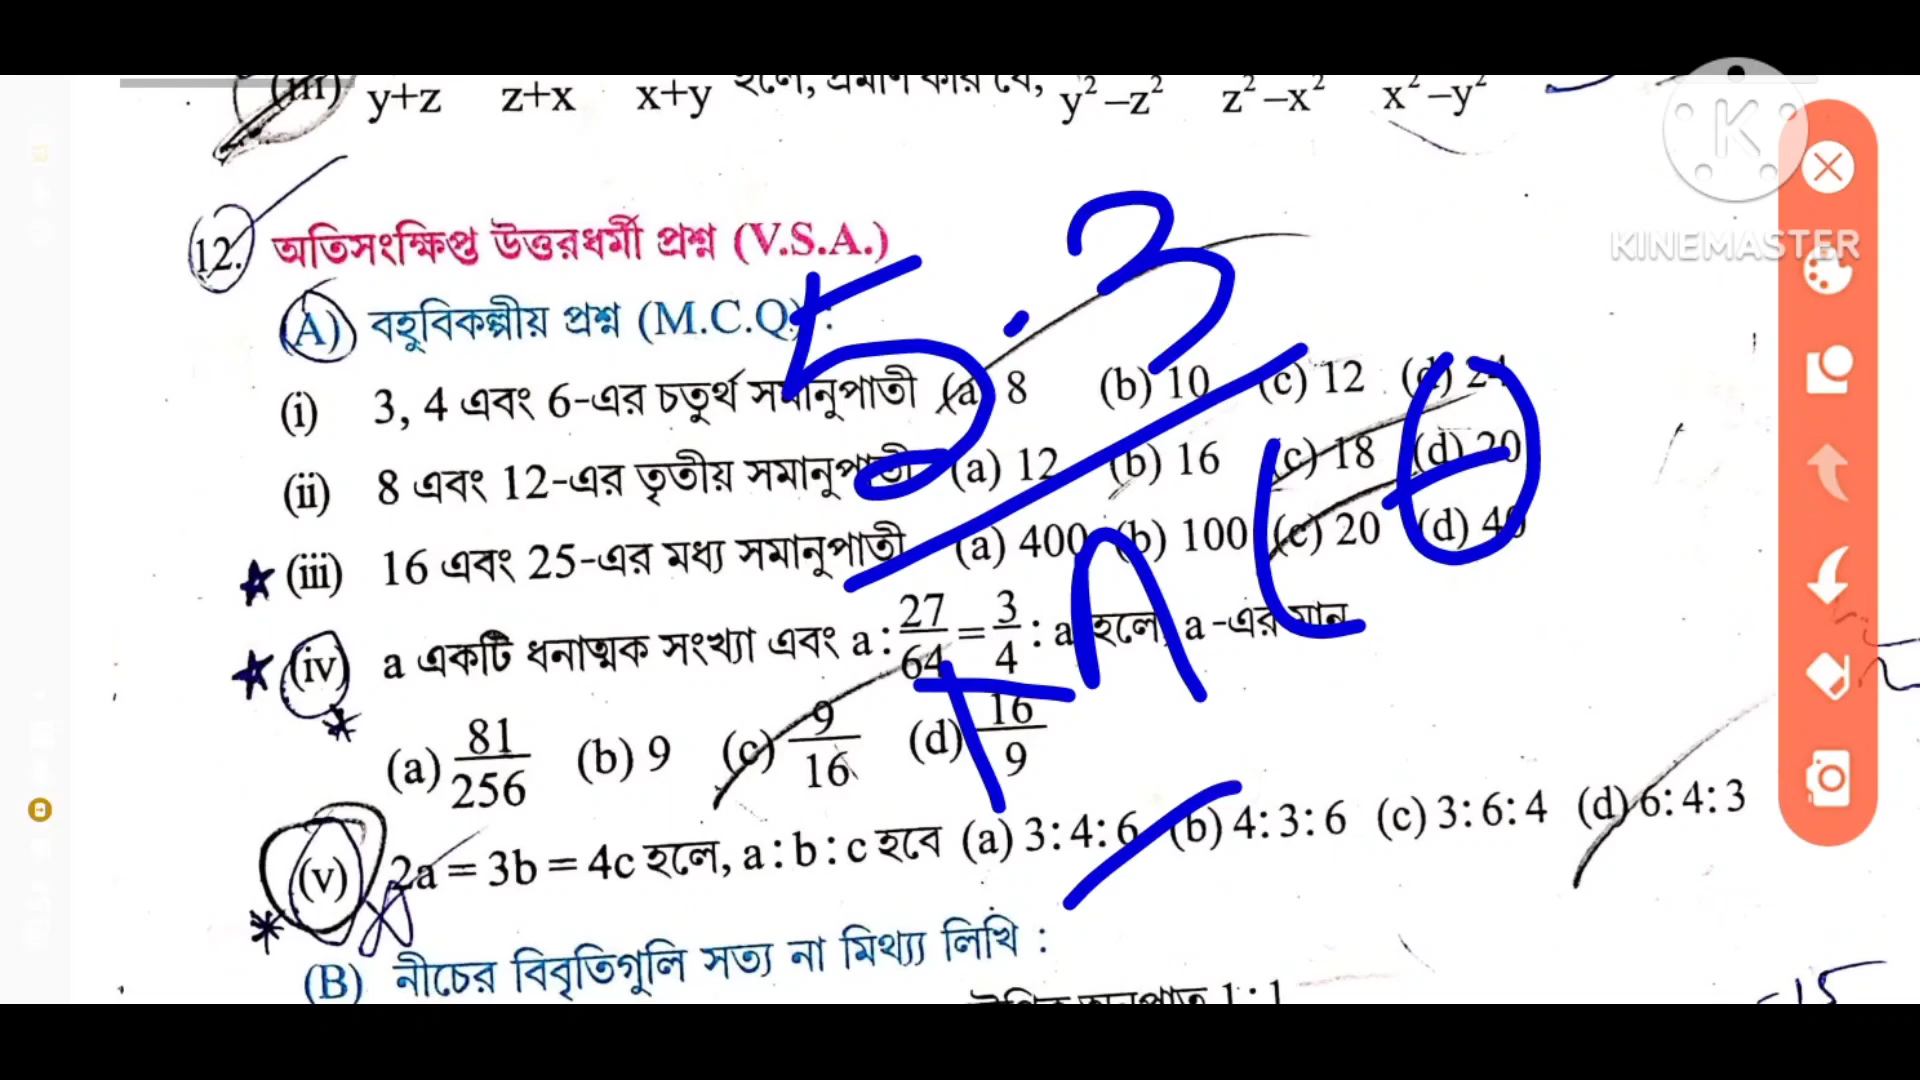 (iii) y+z z+x x+y হলে, প্রমাণ করি যে, y²–z² z²–x² x²–y²
KINEMASTER
12. অতিসংক্ষিপ্ত উত্তরধর্মী প্রশ্ন (V.S.A.)
(A) বহুবিকল্পীয় প্রশ্ন (M.C.Q.) :
5.3
(i) 3, 4 এবং 6-এর চতুর্থ সমানুপাতী (a) 8 (b) 10 (c) 12 (d) 24
(ii) 8 এবং 12-এর তৃতীয় সমানুপাতী (a) 12 (b) 16 (c) 18 (d) 20
(iii) 16 এবং 25-এর মধ্য সমানুপাতী (a) 400 (b) 100 (c) 20 (d) 40
(iv) a একটি ধনাত্মক সংখ্যা এবং a : 27/64 = 3/4 : a হলে, a -এর মান
(a) 81/256 (b) 9 (c) 9/16 (d) 16/9
(v) 2a = 3b = 4c হলে, a : b : c হবে (a) 3 : 4 : 6 (b) 4 : 3 : 6 (c) 3 : 6 : 4 (d) 6 : 4 : 3
(B) নীচের বিবৃতিগুলি সত্য না মিথ্যা লিখি :
1 : 1